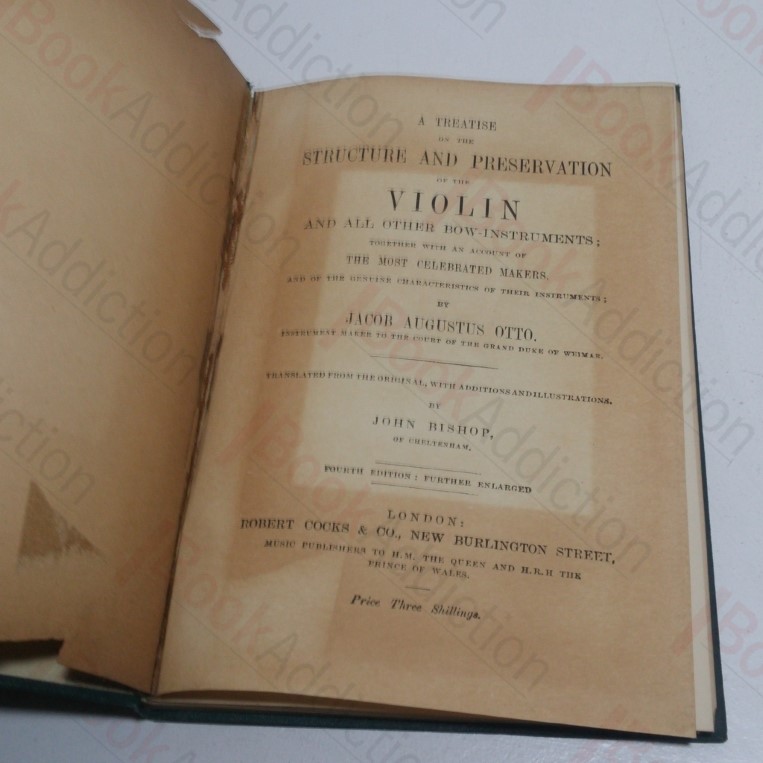 A TREATISE
ON THE
STRUCTURE AND PRESERVATION
OF THE
VIOLIN
AND ALL OTHER BOW-INSTRUMENTS;
TOGETHER WITH AN ACCOUNT OF
THE MOST CELEBRATED MAKERS,
AND OF THE GENUINE CHARACTERISTICS OF THEIR INSTRUMENTS;
BY
JACOB AUGUSTUS OTTO,
INSTRUMENT MAKER TO THE COURT OF THE GRAND DUKE OF WEIMAR.
TRANSLATED FROM THE ORIGINAL, WITH ADDITIONS AND ILLUSTRATIONS,
BY
JOHN BISHOP,
OF CHELTENHAM.
FOURTH EDITION: FURTHER ENLARGED
LONDON:
ROBERT COCKS & CO., NEW BURLINGTON STREET,
MUSIC PUBLISHERS TO H.M. THE QUEEN AND H.R.H THE
PRINCE OF WALES.
Price Three Shillings.
BookAddiction